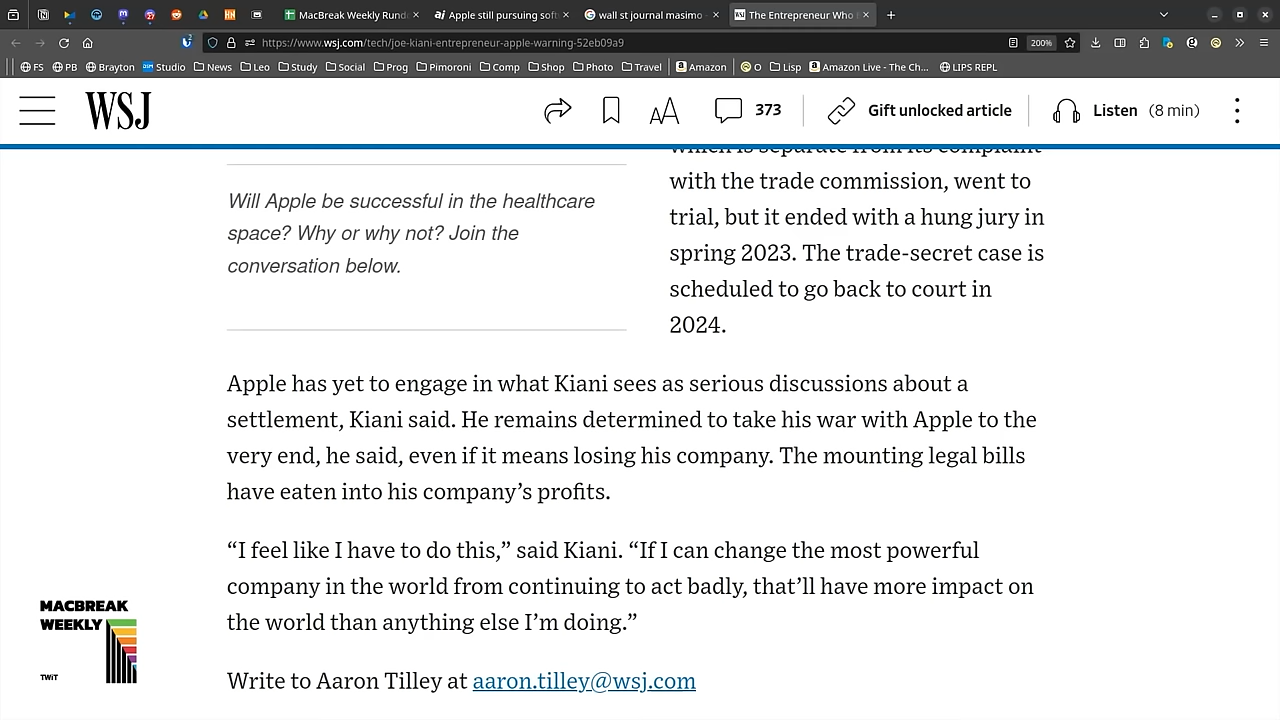 MacBreak Weekly Rund
Apple still pursuing soft
wall st journal masimo -
The Entrepreneur Who
https://www.wsj.com/tech/joe-kiani-entrepreneur-apple-warning-52eb09a9
200%
FS PB Brayton Studio News Leo Study Social Prog Pimoroni Comp Shop Photo Travel Amazon O Lisp Amazon Live - The Ch... LIPS REPL
WSJ
373
Gift unlocked article
Listen (8 min)
Will Apple be successful in the healthcare
space? Why or why not? Join the
conversation below.
which is separate from its complaint
with the trade commission, went to
trial, but it ended with a hung jury in
spring 2023. The trade-secret case is
scheduled to go back to court in
2024.
Apple has yet to engage in what Kiani sees as serious discussions about a
settlement, Kiani said. He remains determined to take his war with Apple to the
very end, he said, even if it means losing his company. The mounting legal bills
have eaten into his company’s profits.
“I feel like I have to do this,” said Kiani. “If I can change the most powerful
company in the world from continuing to act badly, that’ll have more impact on
the world than anything else I’m doing.”
Write to Aaron Tilley at aaron.tilley@wsj.com
MACBREAK
WEEKLY
TWiT